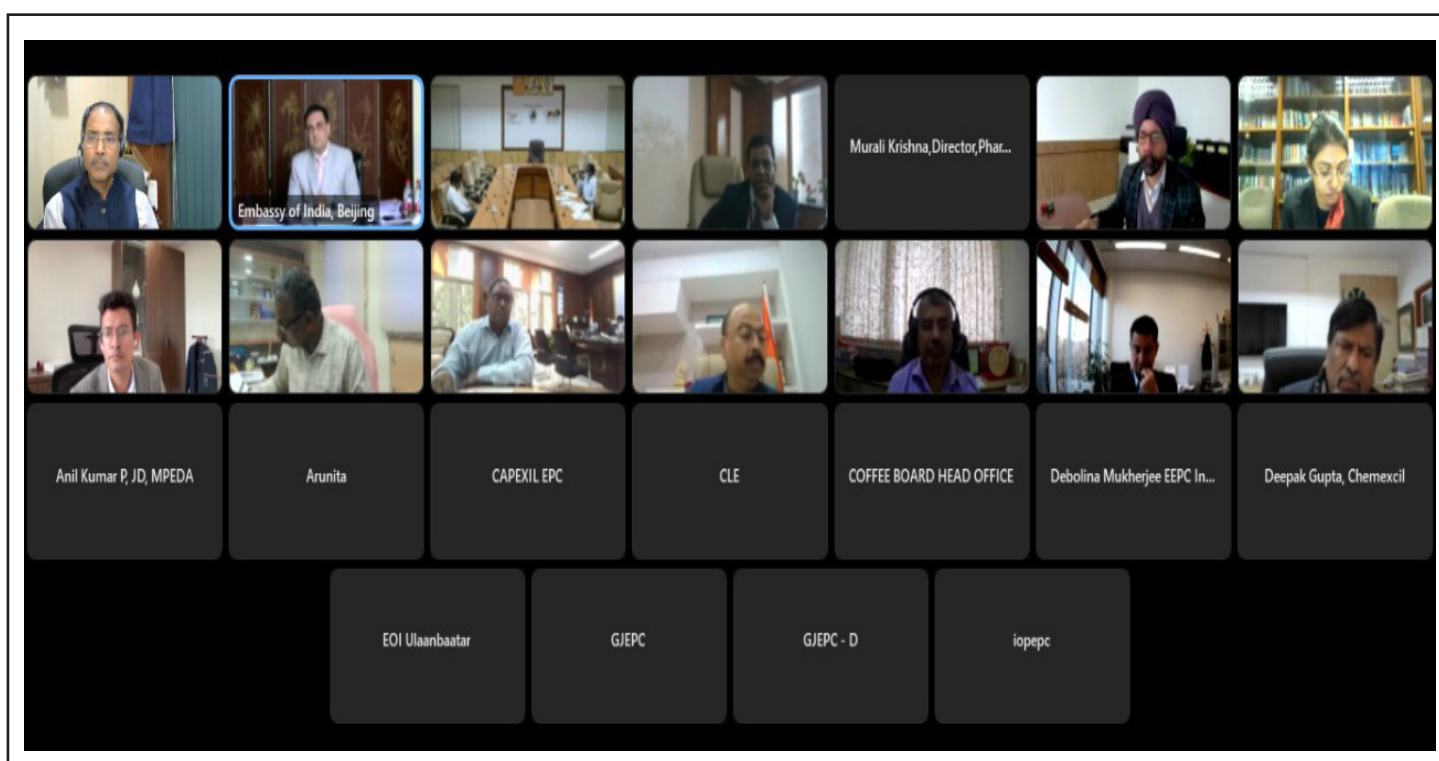 Murali Krishna,Director,Phar...
Embassy of India, Beijing
Anil Kumar P, JD, MPEDA
Arunita
CAPEXIL EPC
CLE
COFFEE BOARD HEAD OFFICE
Debolina Mukherjee EEPC In...
Deepak Gupta, Chemexcil
EOI Ulaanbaatar
GJEPC
GJEPC - D
iopepc